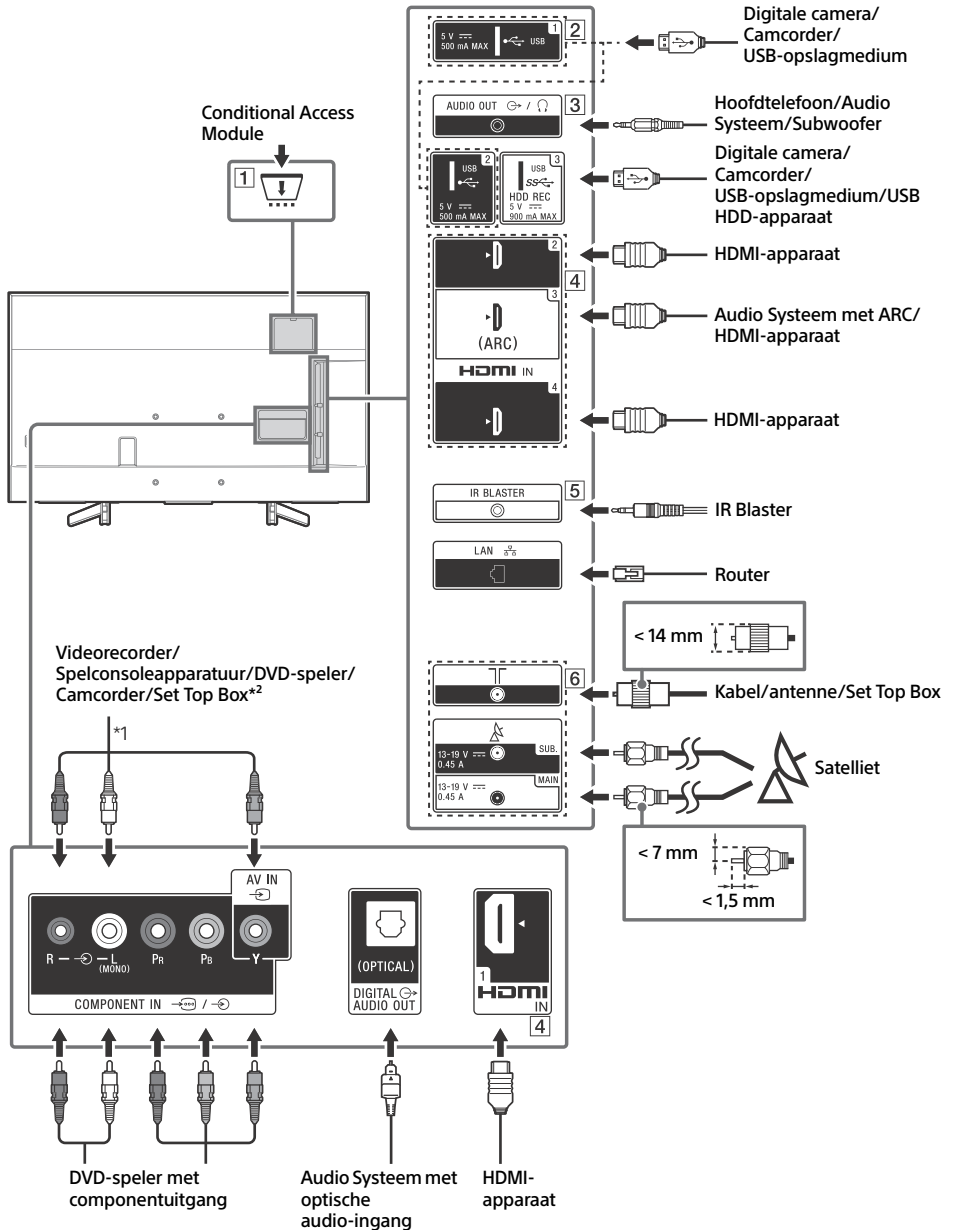 Conditional Access
Module
1
5 V
500 mA MAX
USB
1
2
Digitale camera/
Camcorder/
USB-opslagmedium
AUDIO OUT /
3
Hoofdtelefoon/Audio
Systeem/Subwoofer
2
USB
5 V
500 mA MAX
3
USB
SS
HDD REC
5 V
900 mA MAX
Digitale camera/
Camcorder/
USB-opslagmedium/USB
HDD-apparaat
2
4
HDMI-apparaat
3
(ARC)
Audio Systeem met ARC/
HDMI-apparaat
HDMI IN
4
HDMI-apparaat
IR BLASTER
5
IR Blaster
LAN
Router
< 14 mm
6
Kabel/antenne/Set Top Box
13-19 V
0.45 A
SUB.
13-19 V
0.45 A
MAIN
Satelliet
< 7 mm
< 1,5 mm
Videorecorder/
Spelconsoleapparatuur/DVD-speler/
Camcorder/Set Top Box*2
*1
AV IN
R
L
(MONO)
PR
PB
Y
COMPONENT IN /
(OPTICAL)
DIGITAL
AUDIO OUT
1
HDMI
IN
4
DVD-speler met
componentuitgang
Audio Systeem met
optische
audio-ingang
HDMI-
apparaat